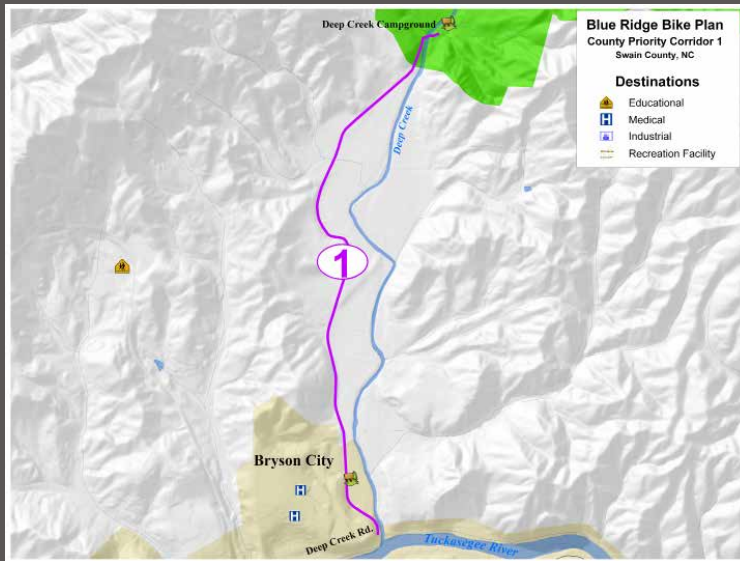 Blue Ridge Bike Plan
County Priority Corridor 1
Swain County, NC
Destinations
Educational
H Medical
Industrial
Recreation Facility
Deep Creek Campground
Deep Creek
1
Bryson City
H
H
Deep Creek Rd.
Tuckasegee River